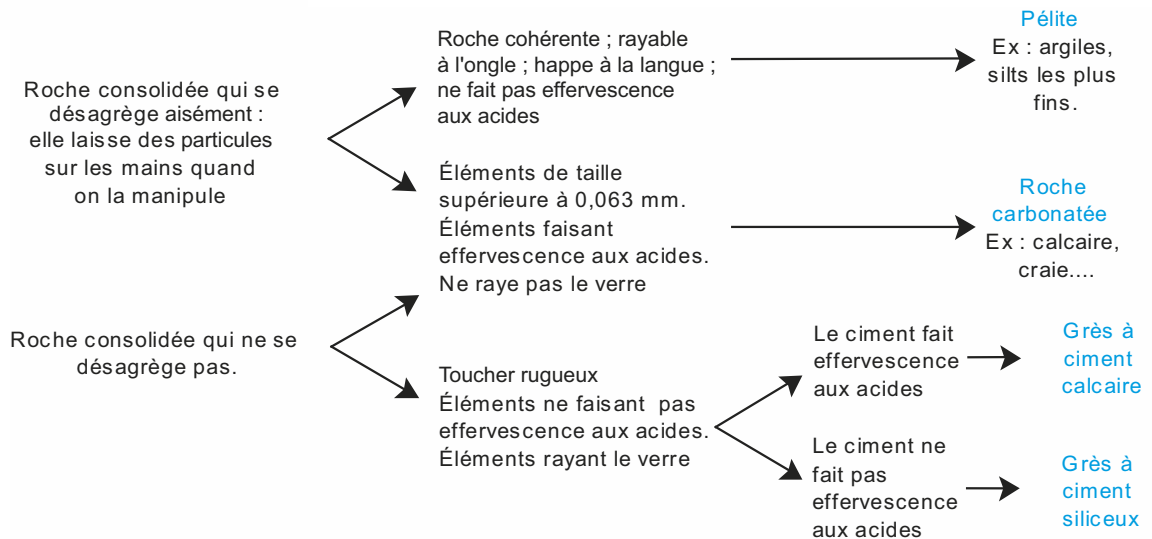 Roche consolidée qui se
désagrège aisément :
elle laisse des particules
sur les mains quand
on la manipule
Roche cohérente ; rayable
à l'ongle ; happe à la langue ;
ne fait pas effervescence
aux acides
Pélite
Ex : argiles,
silts les plus
fins.
Éléments de taille
supérieure à 0,063 mm.
Éléments faisant
effervescence aux acides.
Ne raye pas le verre
Roche
carbonatée
Ex : calcaire,
craie....
Roche consolidée qui ne se
désagrège pas.
Toucher rugueux
Éléments ne faisant pas
effervescence aux acides.
Éléments rayant le verre
Le ciment fait
effervescence
aux acides
Grès à
ciment
calcaire
Le ciment ne
fait pas
effervescence
aux acides
Grès à
ciment
siliceux